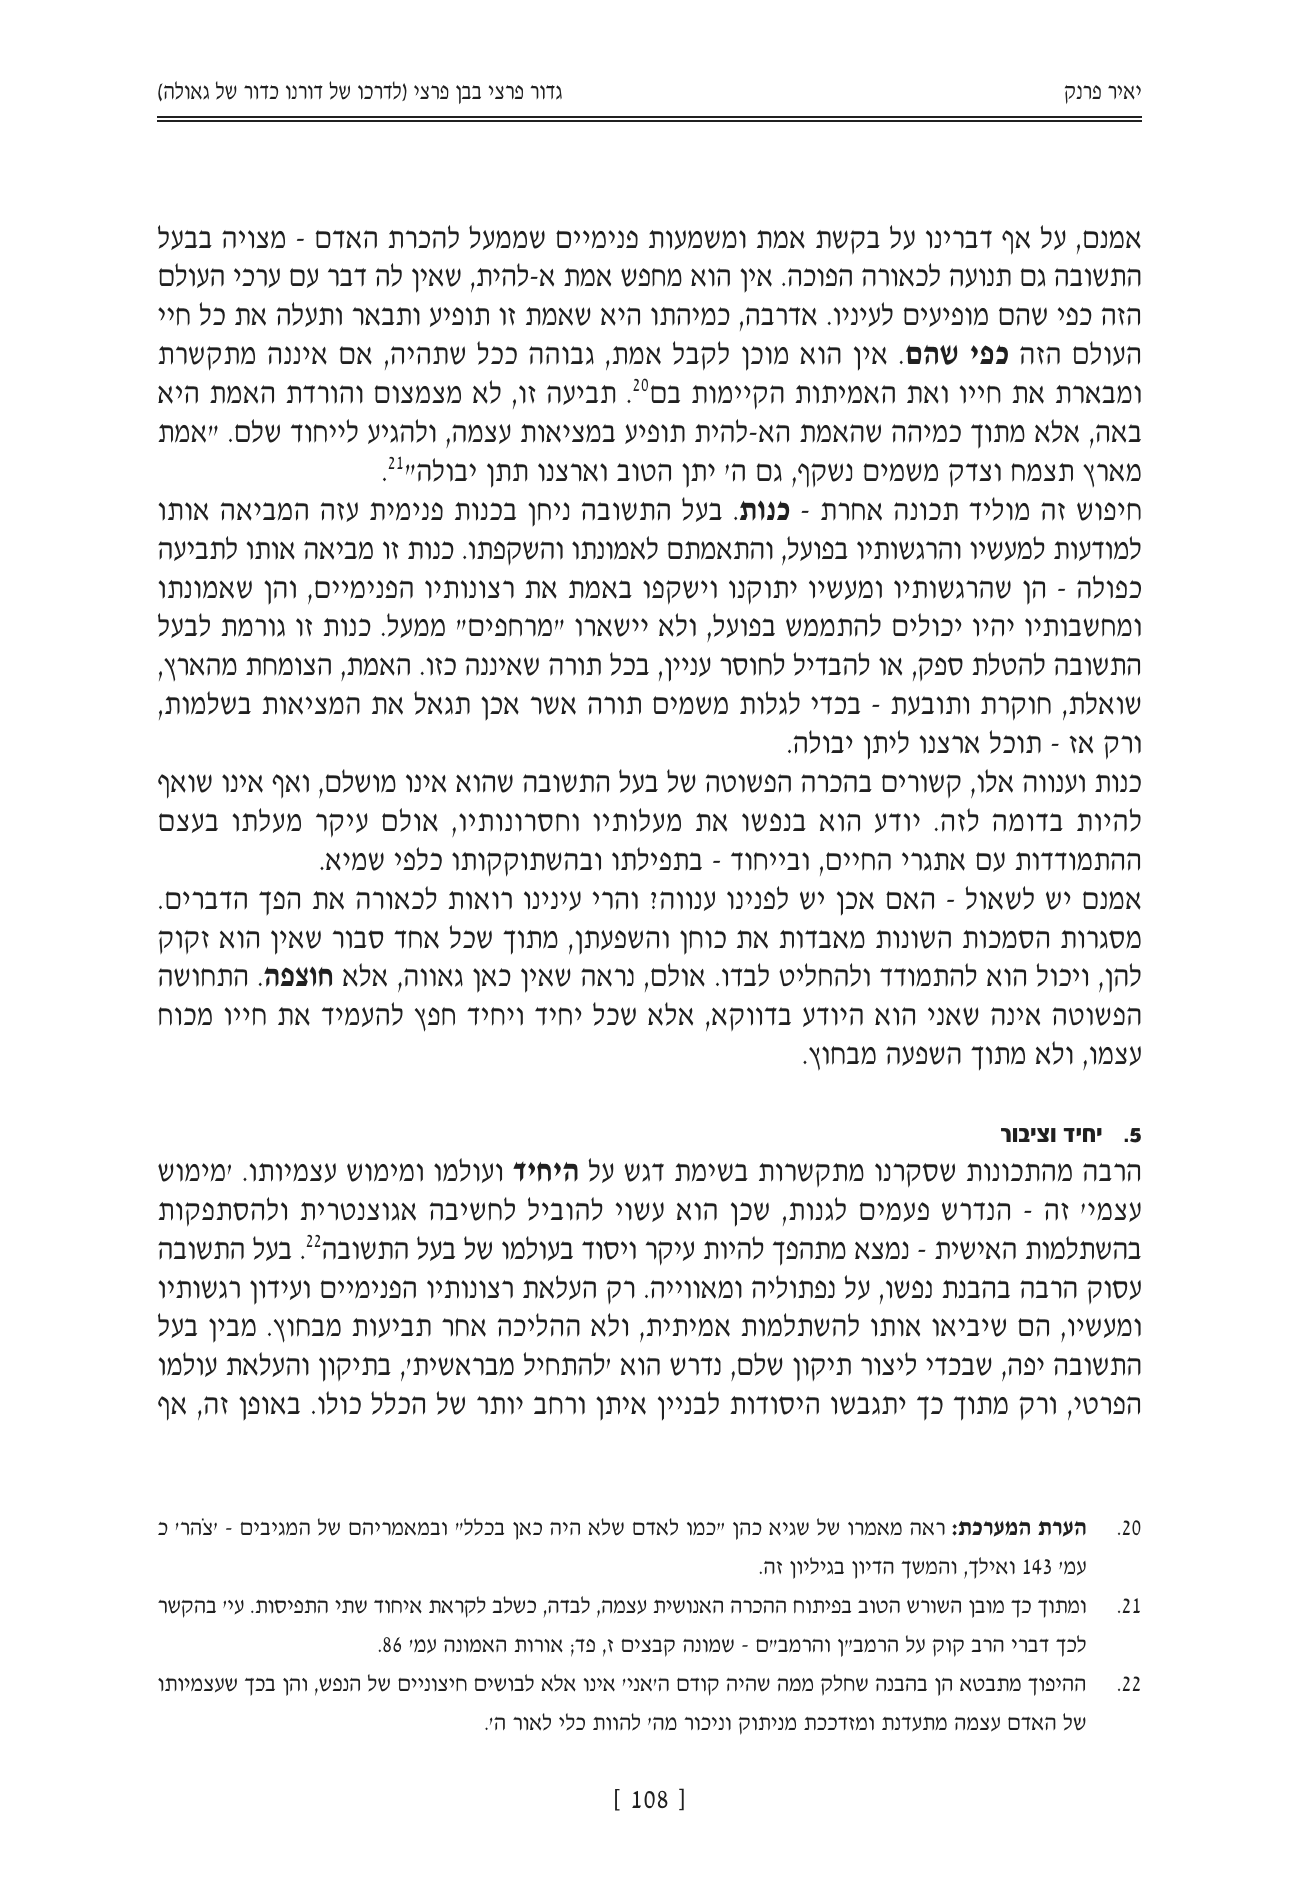 יאיר פרנק
גדור פרצי בבן פרצי (לדרכו של דורנו כדור של גאולה)
אמנם, על אף דברינו על בקשת אמת ומשמעות פנימיים שממעל להכרת האדם - מצויה בבעל
התשובה גם תנועה לכאורה הפוכה. אין הוא מחפש אמת א-להית, שאין לה דבר עם ערכי העולם
הזה כפי שהם מופיעים לעיניו. אדרבה, כמיהתו היא שאמת זו תופיע ותבאר ותעלה את כל חיי
העולם הזה כפי שהם. אין הוא מוכן לקבל אמת, גבוהה ככל שתהיה, אם איננה מתקשרת
ומבארת את חייו ואת האמיתות הקיימות בם20. תביעה זו, לא מצמצום והורדת האמת היא
באה, אלא מתוך כמיהה שהאמת הא-להית תופיע במציאות עצמה, ולהגיע לייחוד שלם. "אמת
מארץ תצמח וצדק משמים נשקף, גם ה' יתן הטוב וארצנו תתן יבולה"21.
חיפוש זה מוליד תכונה אחרת - כנות. בעל התשובה ניחן בכנות פנימית עזה המביאה אותו
למודעות למעשיו והרגשותיו בפועל, והתאמתם לאמונתו והשקפתו. כנות זו מביאה אותו לתביעה
כפולה - הן שהרגשותיו ומעשיו יתוקנו וישקפו באמת את רצונותיו הפנימיים, והן שאמונתו
ומחשבותיו יהיו יכולים להתממש בפועל, ולא יישארו "מרחפים" ממעל. כנות זו גורמת לבעל
התשובה להטלת ספק, או להבדיל לחוסר עניין, בכל תורה שאיננה כזו. האמת, הצומחת מהארץ,
שואלת, חוקרת ותובעת - בכדי לגלות משמים תורה אשר אכן תגאל את המציאות בשלמות,
ורק אז - תוכל ארצנו ליתן יבולה.
כנות וענווה אלו, קשורים בהכרה הפשוטה של בעל התשובה שהוא אינו מושלם, ואף אינו שואף
להיות בדומה לזה. יודע הוא בנפשו את מעלותיו וחסרונותיו, אולם עיקר מעלתו בעצם
ההתמודדות עם אתגרי החיים, ובייחוד - בתפילתו ובהשתוקקותו כלפי שמיא.
אמנם יש לשאול - האם אכן יש לפנינו ענווה? והרי עינינו רואות לכאורה את הפך הדברים.
מסגרות הסמכות השונות מאבדות את כוחן והשפעתן, מתוך שכל אחד סבור שאין הוא זקוק
להן, ויכול הוא להתמודד ולהחליט לבדו. אולם, נראה שאין כאן גאווה, אלא חוצפה. התחושה
הפשוטה אינה שאני הוא היודע בדווקא, אלא שכל יחיד ויחיד חפץ להעמיד את חייו מכוח
עצמו, ולא מתוך השפעה מבחוץ.
5. יחיד וציבור
הרבה מהתכונות שסקרנו מתקשרות בשימת דגש על היחיד ועולמו ומימוש עצמיותו. 'מימוש
עצמי' זה - הנדרש פעמים לגנות, שכן הוא עשוי להוביל לחשיבה אגוצנטרית ולהסתפקות
בהשתלמות האישית - נמצא מתהפך להיות עיקר ויסוד בעולמו של בעל התשובה22. בעל התשובה
עסוק הרבה בהבנת נפשו, על נפתוליה ומאווייה. רק העלאת רצונותיו הפנימיים ועידון רגשותיו
ומעשיו, הם שיביאו אותו להשתלמות אמיתית, ולא ההליכה אחר תביעות מבחוץ. מבין בעל
התשובה יפה, שבכדי ליצור תיקון שלם, נדרש הוא 'להתחיל מבראשית', בתיקון והעלאת עולמו
הפרטי, ורק מתוך כך יתגבשו היסודות לבניין איתן ורחב יותר של הכלל כולו. באופן זה, אף
20. הערת המערכת: ראה מאמרו של שגיא כהן "כמו לאדם שלא היה כאן בכלל" ובמאמריהם של המגיבים - 'צֹהר' כ
עמ' 143 ואילך, והמשך הדיון בגיליון זה.
21. ומתוך כך מובן השורש הטוב בפיתוח ההכרה האנושית עצמה, לבדה, כשלב לקראת איחוד שתי התפיסות. עי' בהקשר
לכך דברי הרב קוק על הרמב"ן והרמב"ם - שמונה קבצים ז, פד; אורות האמונה עמ' 86.
22. ההיפוך מתבטא הן בהבנה שחלק ממה שהיה קודם ה'אני' אינו אלא לבושים חיצוניים של הנפש, והן בכך שעצמיותו
של האדם עצמה מתעדנת ומזדככת מניתוק וניכור מה' להוות כלי לאור ה'.
[ 108 ]